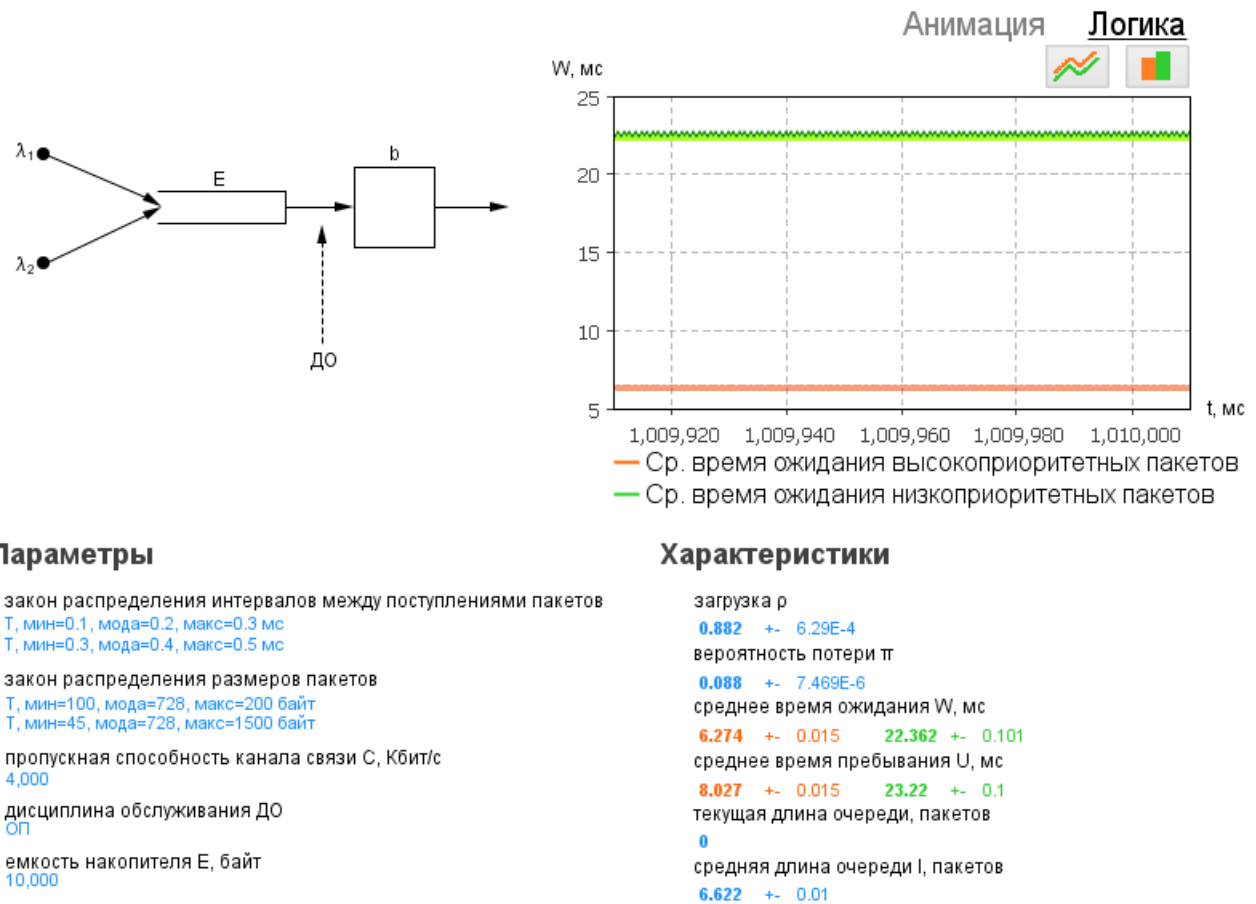 Анимация Логика
W, мс
25
20
15
10
5
t, мс
1,009,920 1,009,940 1,009,960 1,009,980 1,010,000
Ср. время ожидания высокоприоритетных пакетов
Ср. время ожидания низкоприоритетных пакетов
λ1
λ2
E
b
ДО
Параметры
закон распределения интервалов между поступлениями пакетов
T, мин=0.1, мода=0.2, макс=0.3 мс
T, мин=0.3, мода=0.4, макс=0.5 мс
закон распределения размеров пакетов
T, мин=100, мода=728, макс=200 байт
T, мин=45, мода=728, макс=1500 байт
пропускная способность канала связи С, Кбит/с
4,000
дисциплина обслуживания ДО
ОП
емкость накопителя Е, байт
10,000
Характеристики
загрузка ρ
0.882 +- 6.29E-4
вероятность потери π
0.088 +- 7.469E-6
среднее время ожидания W, мс
6.274 +- 0.015 22.362 +- 0.101
среднее время пребывания U, мс
8.027 +- 0.015 23.22 +- 0.1
текущая длина очереди, пакетов
0
средняя длина очереди l, пакетов
6.622 +- 0.01